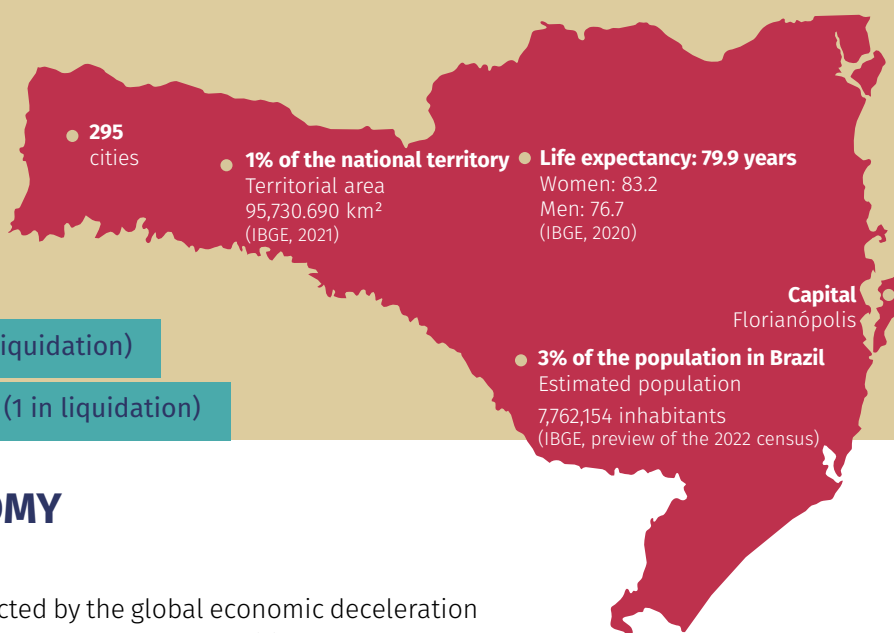 295
cities
1% of the national territory
Territorial area
95,730.690 km²
(IBGE, 2021)
Life expectancy: 79.9 years
Women: 83.2
Men: 76.7
(IBGE, 2020)
Capital
Florianópolis
3% of the population in Brazil
Estimated population
7,762,154 inhabitants
(IBGE, preview of the 2022 census)
iquidation)
(1 in liquidation)
OMY
cted by the global economic deceleration